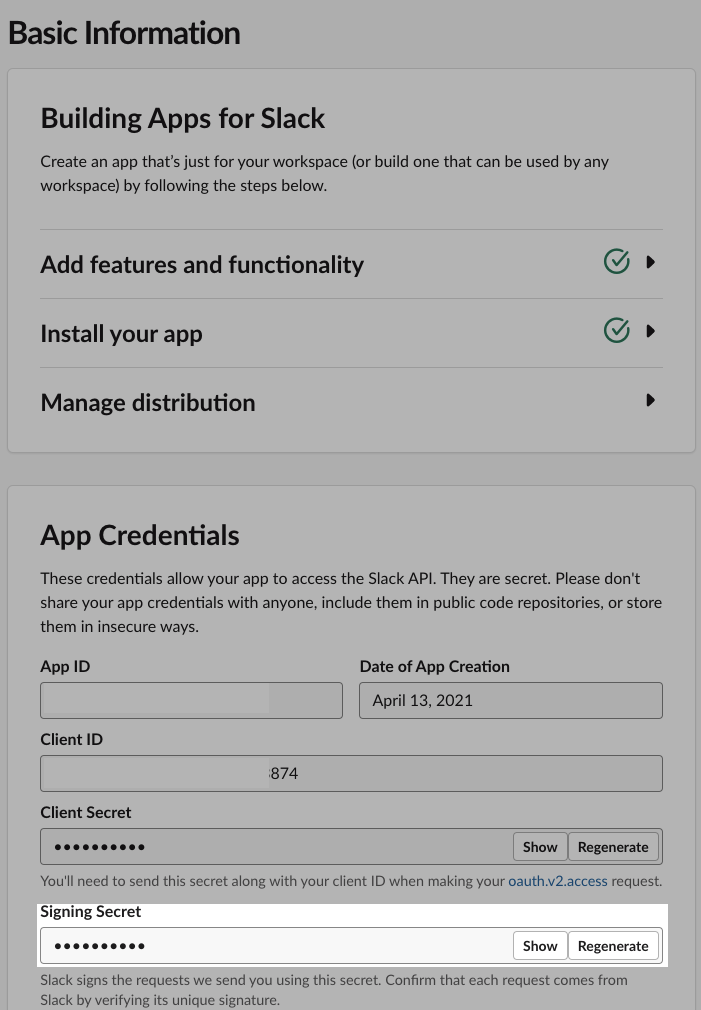 Basic Information
Building Apps for Slack
Create an app that’s just for your workspace (or build one that can be used by any
workspace) by following the steps below.
Add features and functionality
Install your app
Manage distribution
App Credentials
These credentials allow your app to access the Slack API. They are secret. Please don't
share your app credentials with anyone, include them in public code repositories, or store
them in insecure ways.
App ID
Date of App Creation
April 13, 2021
Client ID
874
Client Secret
•••••••••• Show Regenerate
You'll need to send this secret along with your client ID when making your oauth.v2.access request.
Signing Secret
•••••••••• Show Regenerate
Slack signs the requests we send you using this secret. Confirm that each request comes from
Slack by verifying its unique signature.